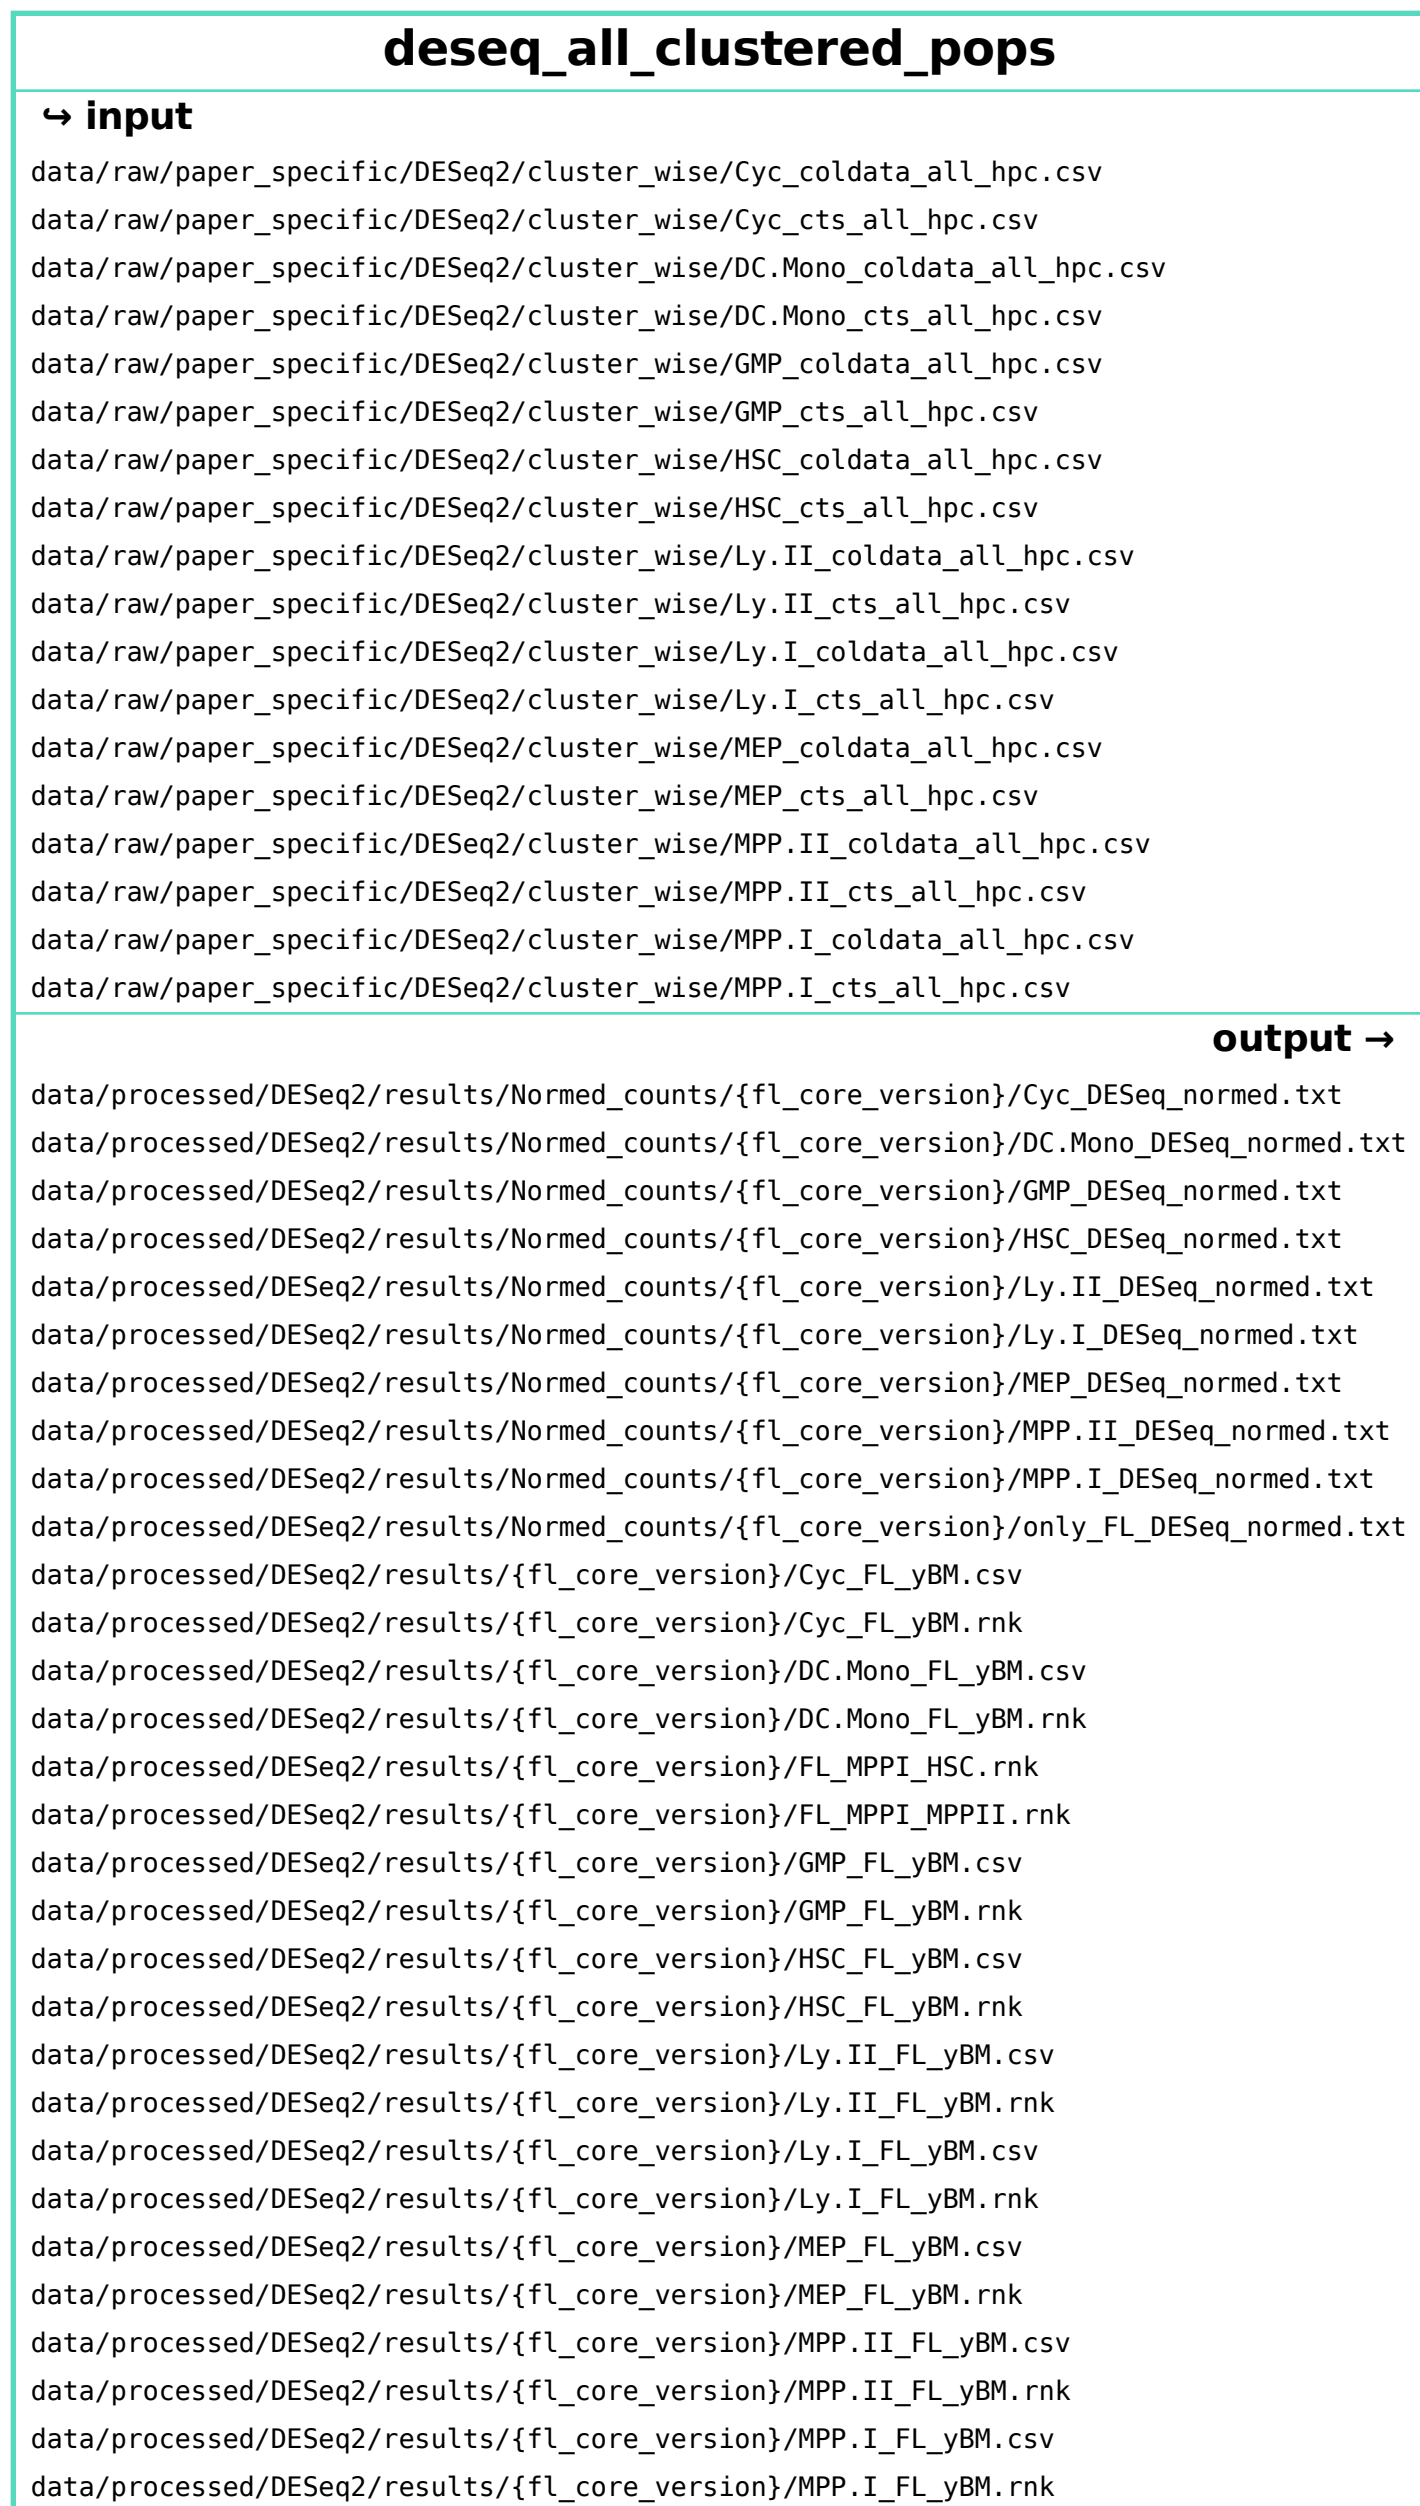 deseq_all_clustered_pops
↪ input
data/raw/paper_specific/DESeq2/cluster_wise/Cyc_coldata_all_hpc.csv
data/raw/paper_specific/DESeq2/cluster_wise/Cyc_cts_all_hpc.csv
data/raw/paper_specific/DESeq2/cluster_wise/DC.Mono_coldata_all_hpc.csv
data/raw/paper_specific/DESeq2/cluster_wise/DC.Mono_cts_all_hpc.csv
data/raw/paper_specific/DESeq2/cluster_wise/GMP_coldata_all_hpc.csv
data/raw/paper_specific/DESeq2/cluster_wise/GMP_cts_all_hpc.csv
data/raw/paper_specific/DESeq2/cluster_wise/HSC_coldata_all_hpc.csv
data/raw/paper_specific/DESeq2/cluster_wise/HSC_cts_all_hpc.csv
data/raw/paper_specific/DESeq2/cluster_wise/Ly.II_coldata_all_hpc.csv
data/raw/paper_specific/DESeq2/cluster_wise/Ly.II_cts_all_hpc.csv
data/raw/paper_specific/DESeq2/cluster_wise/Ly.I_coldata_all_hpc.csv
data/raw/paper_specific/DESeq2/cluster_wise/Ly.I_cts_all_hpc.csv
data/raw/paper_specific/DESeq2/cluster_wise/MEP_coldata_all_hpc.csv
data/raw/paper_specific/DESeq2/cluster_wise/MEP_cts_all_hpc.csv
data/raw/paper_specific/DESeq2/cluster_wise/MPP.II_coldata_all_hpc.csv
data/raw/paper_specific/DESeq2/cluster_wise/MPP.II_cts_all_hpc.csv
data/raw/paper_specific/DESeq2/cluster_wise/MPP.I_coldata_all_hpc.csv
data/raw/paper_specific/DESeq2/cluster_wise/MPP.I_cts_all_hpc.csv
output →
data/processed/DESeq2/results/Normed_counts/{fl_core_version}/Cyc_DESeq_normed.txt
data/processed/DESeq2/results/Normed_counts/{fl_core_version}/DC.Mono_DESeq_normed.txt
data/processed/DESeq2/results/Normed_counts/{fl_core_version}/GMP_DESeq_normed.txt
data/processed/DESeq2/results/Normed_counts/{fl_core_version}/HSC_DESeq_normed.txt
data/processed/DESeq2/results/Normed_counts/{fl_core_version}/Ly.II_DESeq_normed.txt
data/processed/DESeq2/results/Normed_counts/{fl_core_version}/Ly.I_DESeq_normed.txt
data/processed/DESeq2/results/Normed_counts/{fl_core_version}/MEP_DESeq_normed.txt
data/processed/DESeq2/results/Normed_counts/{fl_core_version}/MPP.II_DESeq_normed.txt
data/processed/DESeq2/results/Normed_counts/{fl_core_version}/MPP.I_DESeq_normed.txt
data/processed/DESeq2/results/Normed_counts/{fl_core_version}/only_FL_DESeq_normed.txt
data/processed/DESeq2/results/{fl_core_version}/Cyc_FL_yBM.csv
data/processed/DESeq2/results/{fl_core_version}/Cyc_FL_yBM.rnk
data/processed/DESeq2/results/{fl_core_version}/DC.Mono_FL_yBM.csv
data/processed/DESeq2/results/{fl_core_version}/DC.Mono_FL_yBM.rnk
data/processed/DESeq2/results/{fl_core_version}/FL_MPPI_HSC.rnk
data/processed/DESeq2/results/{fl_core_version}/FL_MPPI_MPPII.rnk
data/processed/DESeq2/results/{fl_core_version}/GMP_FL_yBM.csv
data/processed/DESeq2/results/{fl_core_version}/GMP_FL_yBM.rnk
data/processed/DESeq2/results/{fl_core_version}/HSC_FL_yBM.csv
data/processed/DESeq2/results/{fl_core_version}/HSC_FL_yBM.rnk
data/processed/DESeq2/results/{fl_core_version}/Ly.II_FL_yBM.csv
data/processed/DESeq2/results/{fl_core_version}/Ly.II_FL_yBM.rnk
data/processed/DESeq2/results/{fl_core_version}/Ly.I_FL_yBM.csv
data/processed/DESeq2/results/{fl_core_version}/Ly.I_FL_yBM.rnk
data/processed/DESeq2/results/{fl_core_version}/MEP_FL_yBM.csv
data/processed/DESeq2/results/{fl_core_version}/MEP_FL_yBM.rnk
data/processed/DESeq2/results/{fl_core_version}/MPP.II_FL_yBM.csv
data/processed/DESeq2/results/{fl_core_version}/MPP.II_FL_yBM.rnk
data/processed/DESeq2/results/{fl_core_version}/MPP.I_FL_yBM.csv
data/processed/DESeq2/results/{fl_core_version}/MPP.I_FL_yBM.rnk